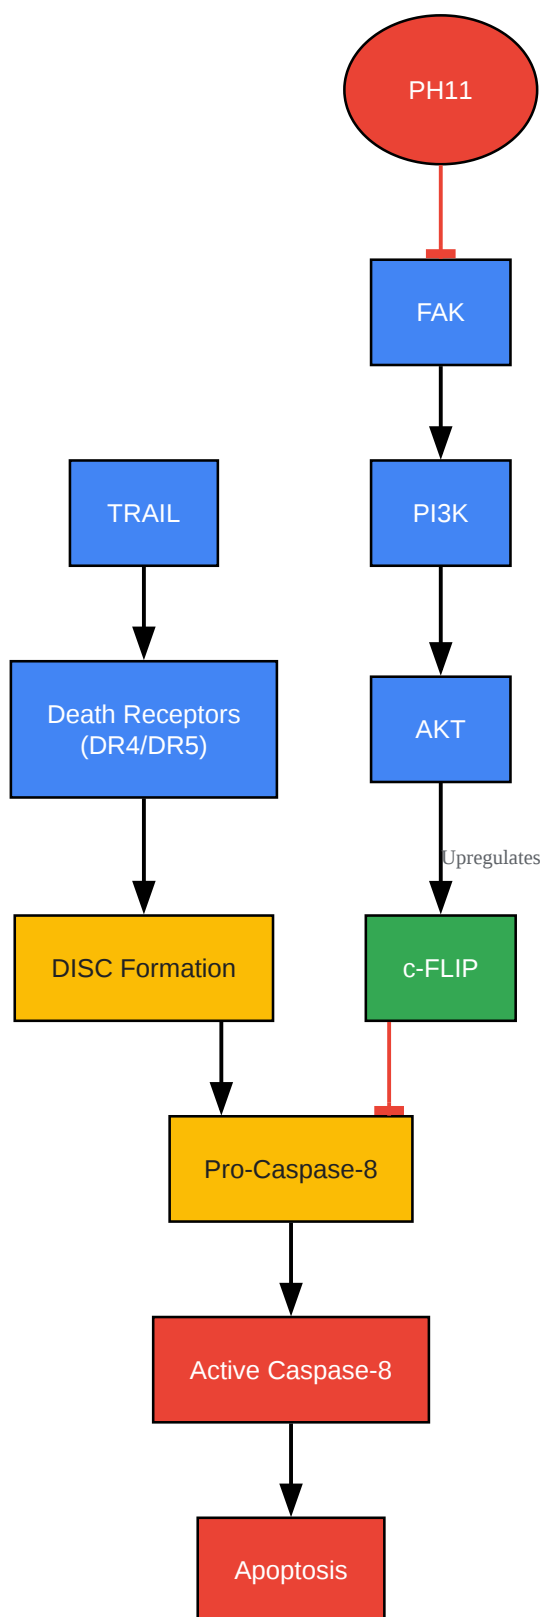 PH11
FAK
TRAIL
PI3K
Death Receptors
(DR4/DR5)
AKT
Upregulates
DISC Formation
c-FLIP
Pro-Caspase-8
Active Caspase-8
Apoptosis